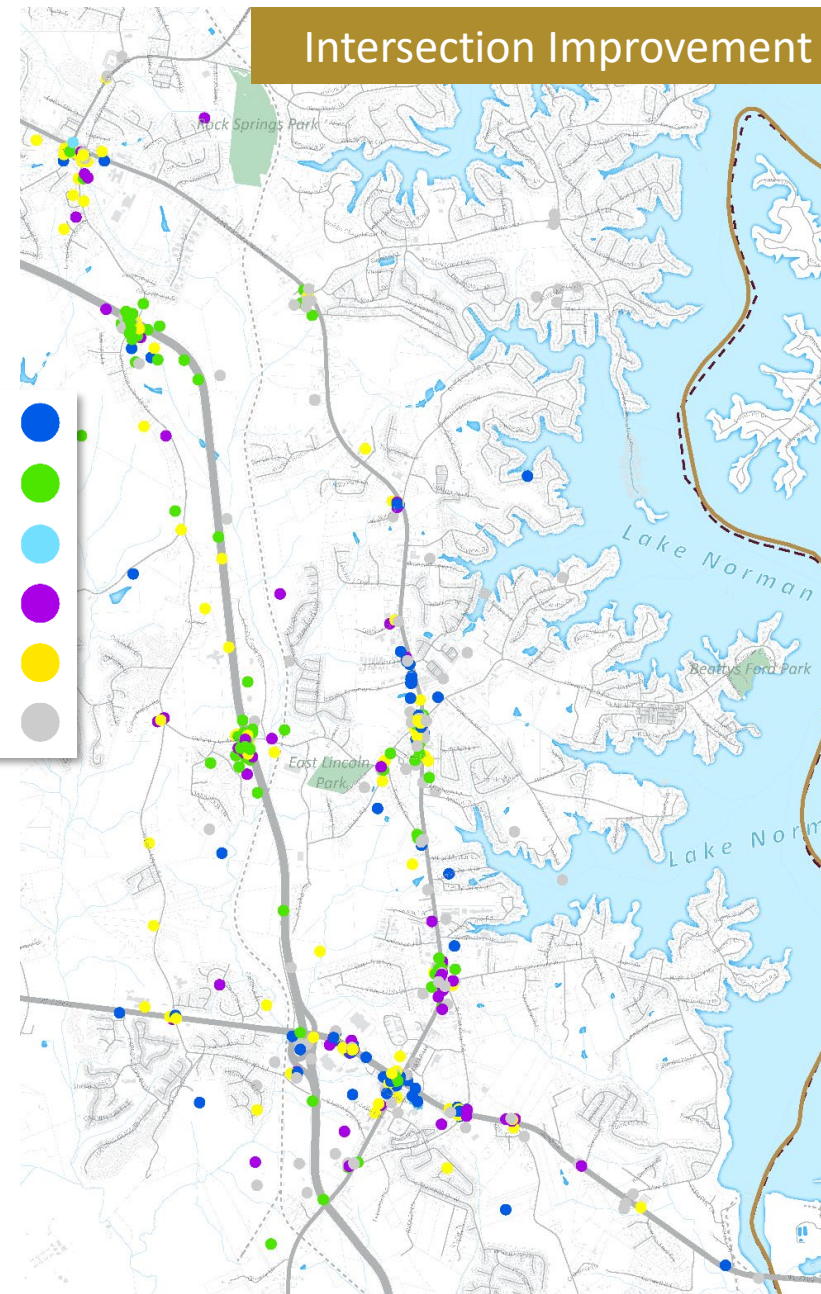 Intersection Improvement
Rock Springs Park
Lake Norman
Beattys Ford Park
East Lincoln
Park
Lake Norm